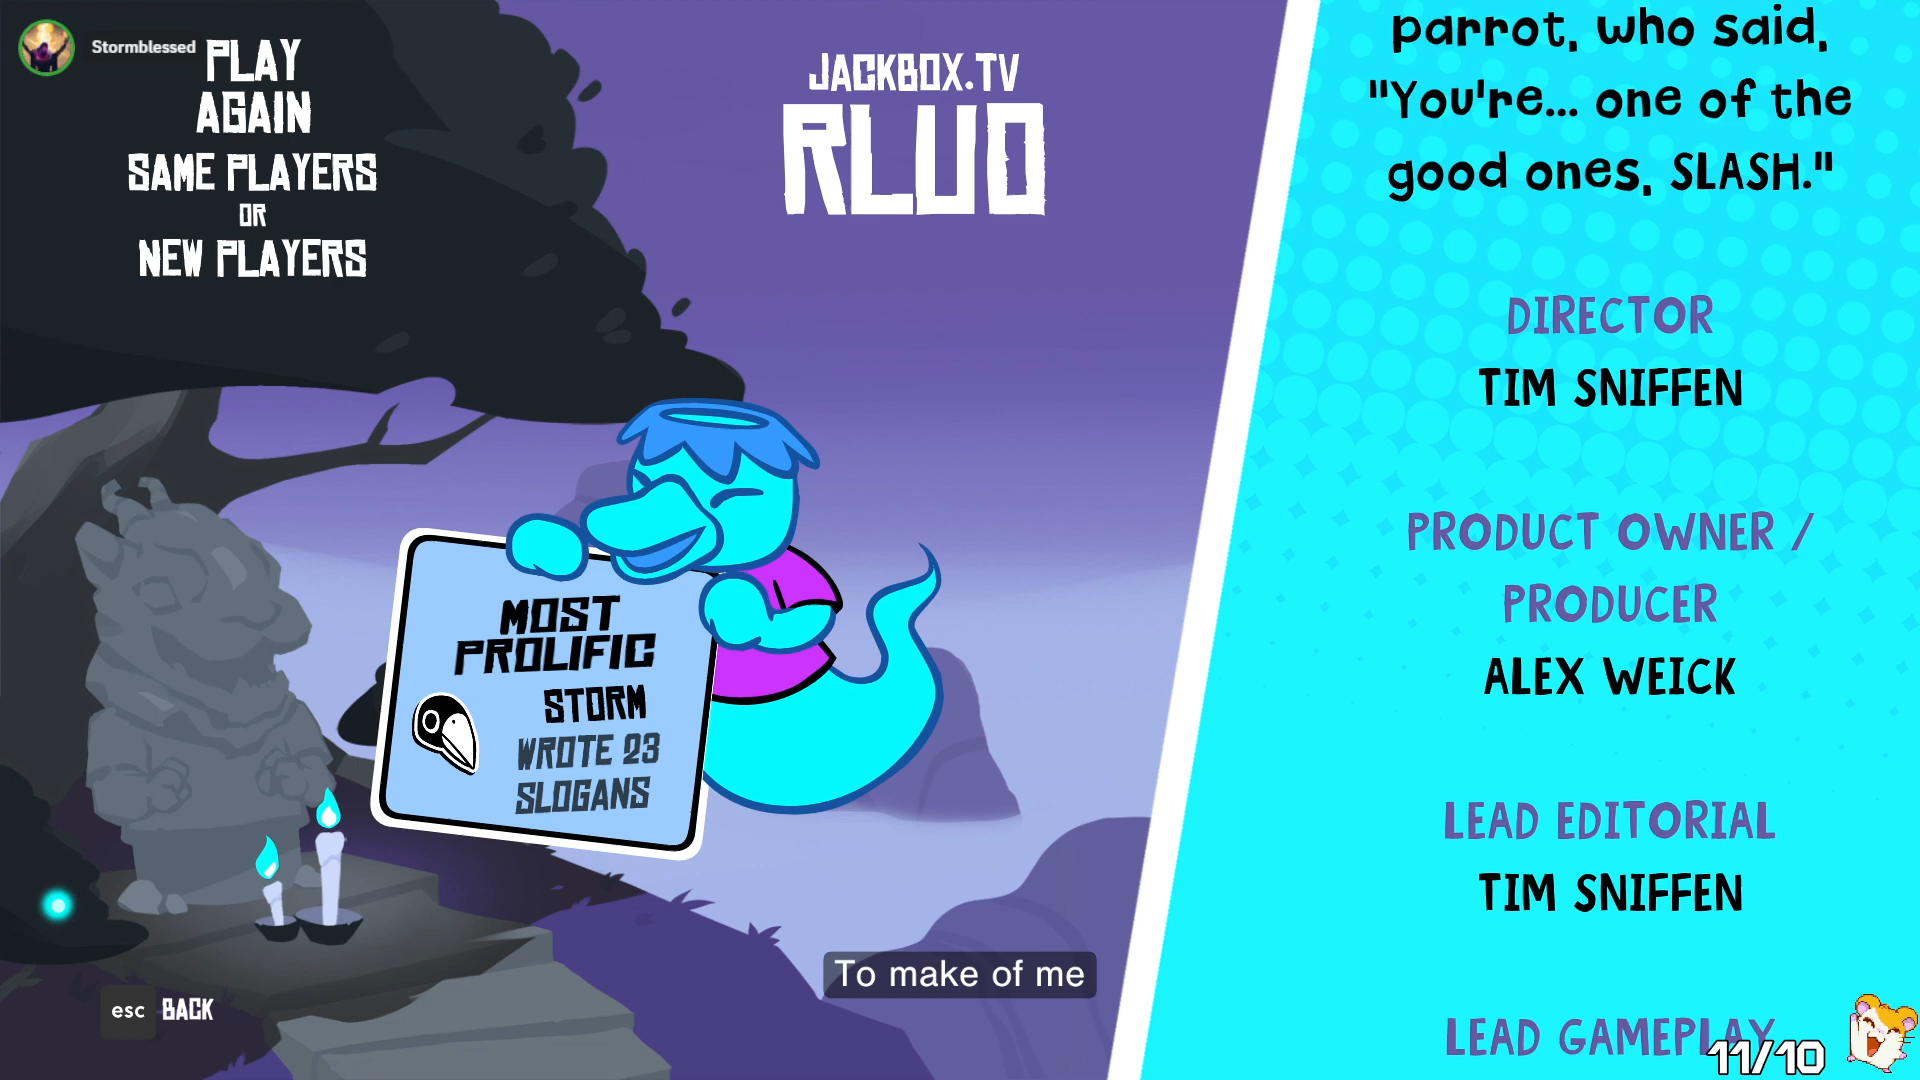 Stormblessed
PLAY
AGAIN
SAME PLAYERS
OR
NEW PLAYERS
JACKBOX.TV
RLUO
MOST
PROLIFIC
STORM
WROTE 23
SLOGANS
To make of me
esc BACK
parrot, who said,
"You're... one of the
good ones, SLASH."
DIRECTOR
TIM SNIFFEN
PRODUCT OWNER /
PRODUCER
ALEX WEICK
LEAD EDITORIAL
TIM SNIFFEN
LEAD GAMEPLAY
11/10